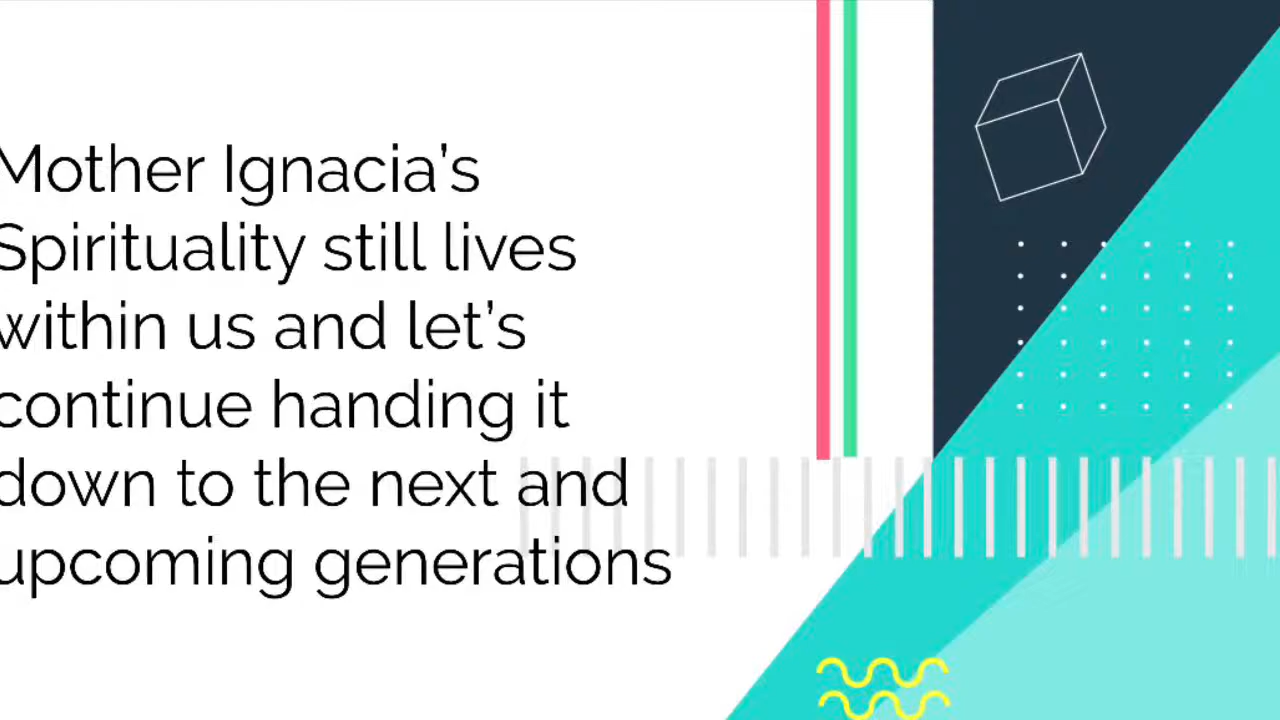 Mother Ignacia’s
Spirituality still lives
within us and let’s
continue handing it
down to the next and
upcoming generations